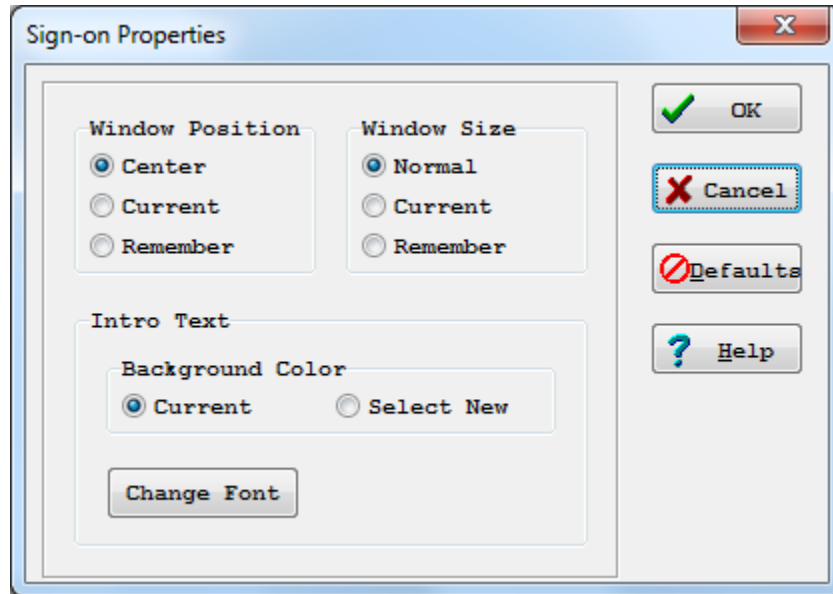 Sign-on Properties
Window Position
Center
Current
Remember
Window Size
Normal
Current
Remember
Intro Text
Background Color
Current
Select New
Change Font
OK
Cancel
Defaults
Help